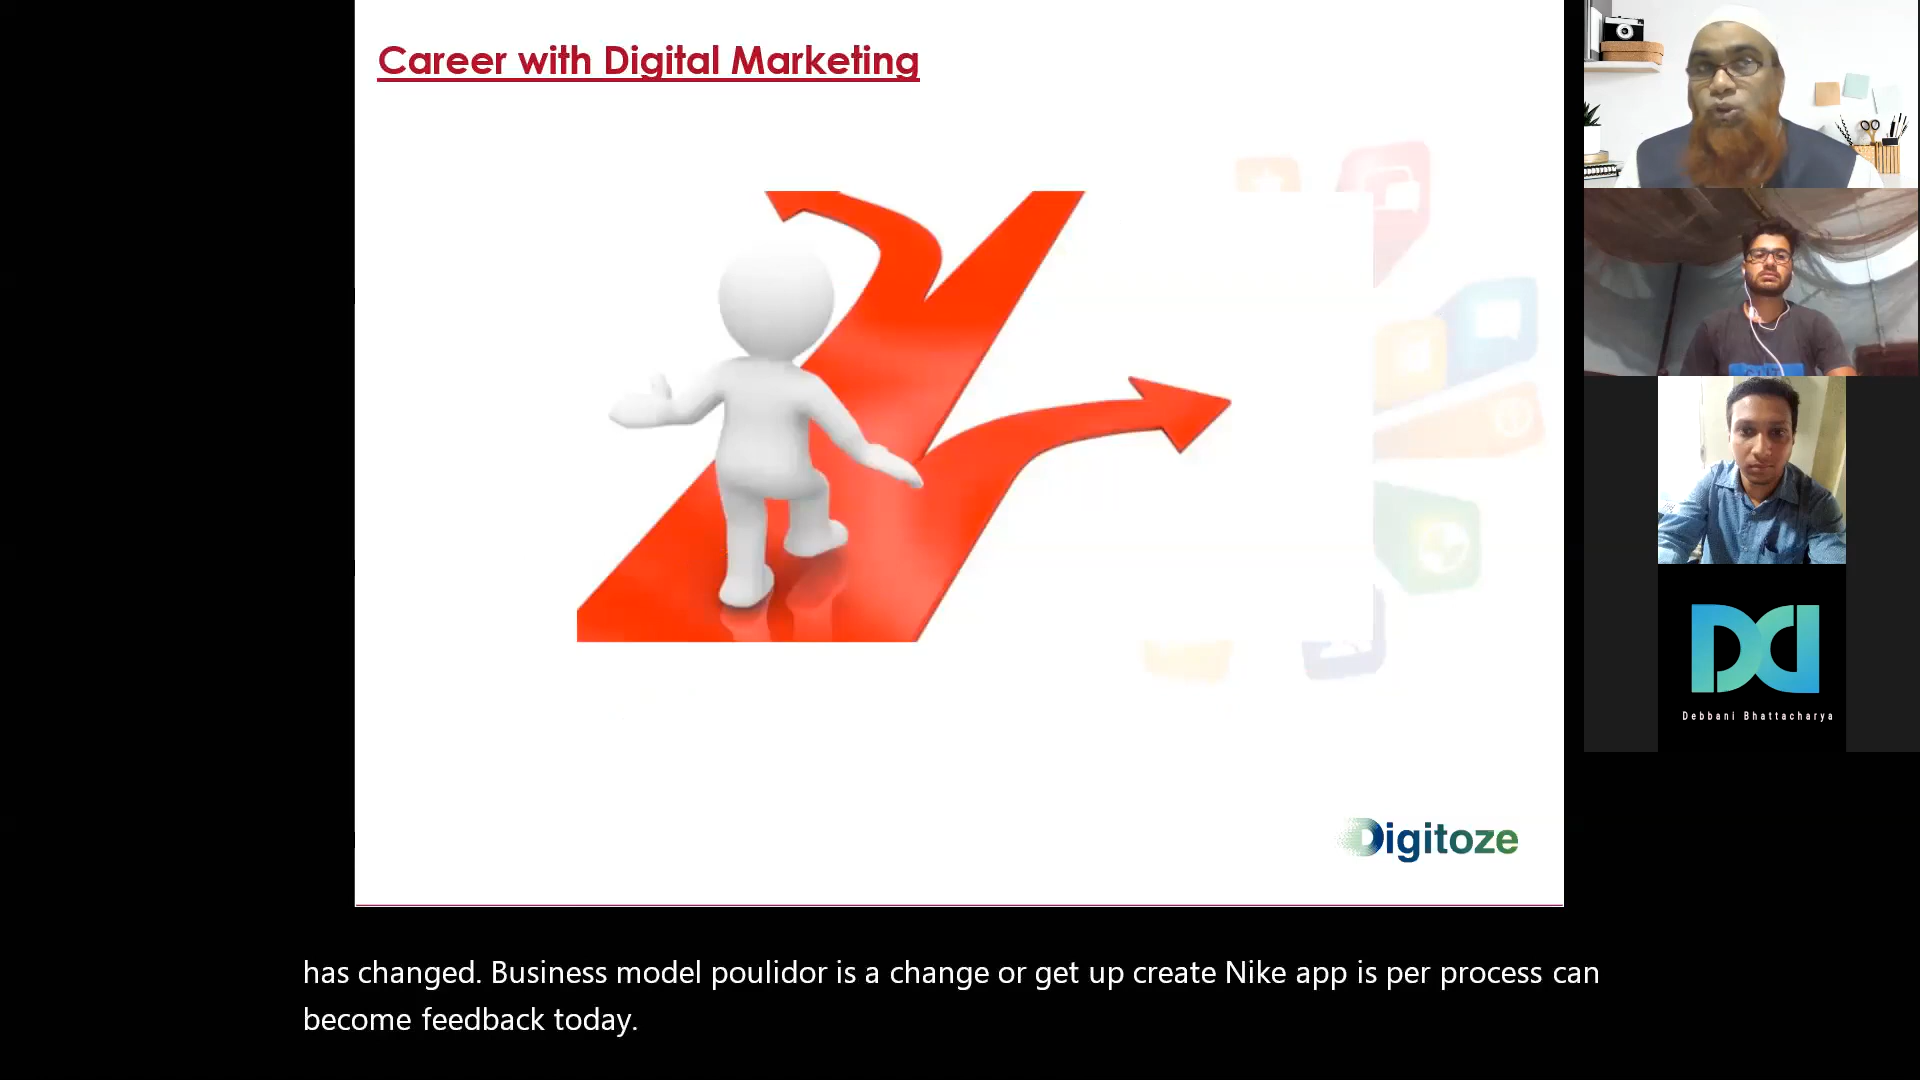 Career with Digital Marketing
Debbani Bhattacharya
Digitoze
has changed. Business model poulidor is a change or get up create Nike app is per process can
become feedback today.